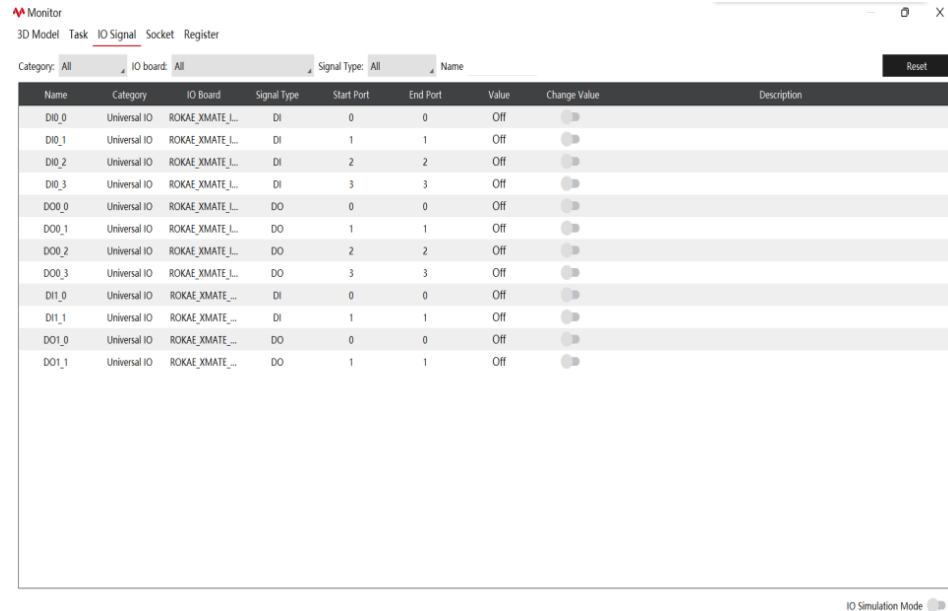 Monitor
3D Model Task IO Signal Socket Register
Category: All IO board: All Signal Type: All Name Reset
Name Category IO Board Signal Type Start Port End Port Value Change Value Description
DI0_0 Universal IO ROKAE_XMATE_I... DI 0 0 Off
DI0_1 Universal IO ROKAE_XMATE_I... DI 1 1 Off
DI0_2 Universal IO ROKAE_XMATE_I... DI 2 2 Off
DI0_3 Universal IO ROKAE_XMATE_I... DI 3 3 Off
DO0_0 Universal IO ROKAE_XMATE_I... DO 0 0 Off
DO0_1 Universal IO ROKAE_XMATE_I... DO 1 1 Off
DO0_2 Universal IO ROKAE_XMATE_I... DO 2 2 Off
DO0_3 Universal IO ROKAE_XMATE_I... DO 3 3 Off
DI1_0 Universal IO ROKAE_XMATE_... DI 0 0 Off
DI1_1 Universal IO ROKAE_XMATE_... DI 1 1 Off
DO1_0 Universal IO ROKAE_XMATE_... DO 0 0 Off
DO1_1 Universal IO ROKAE_XMATE_... DO 1 1 Off
IO Simulation Mode